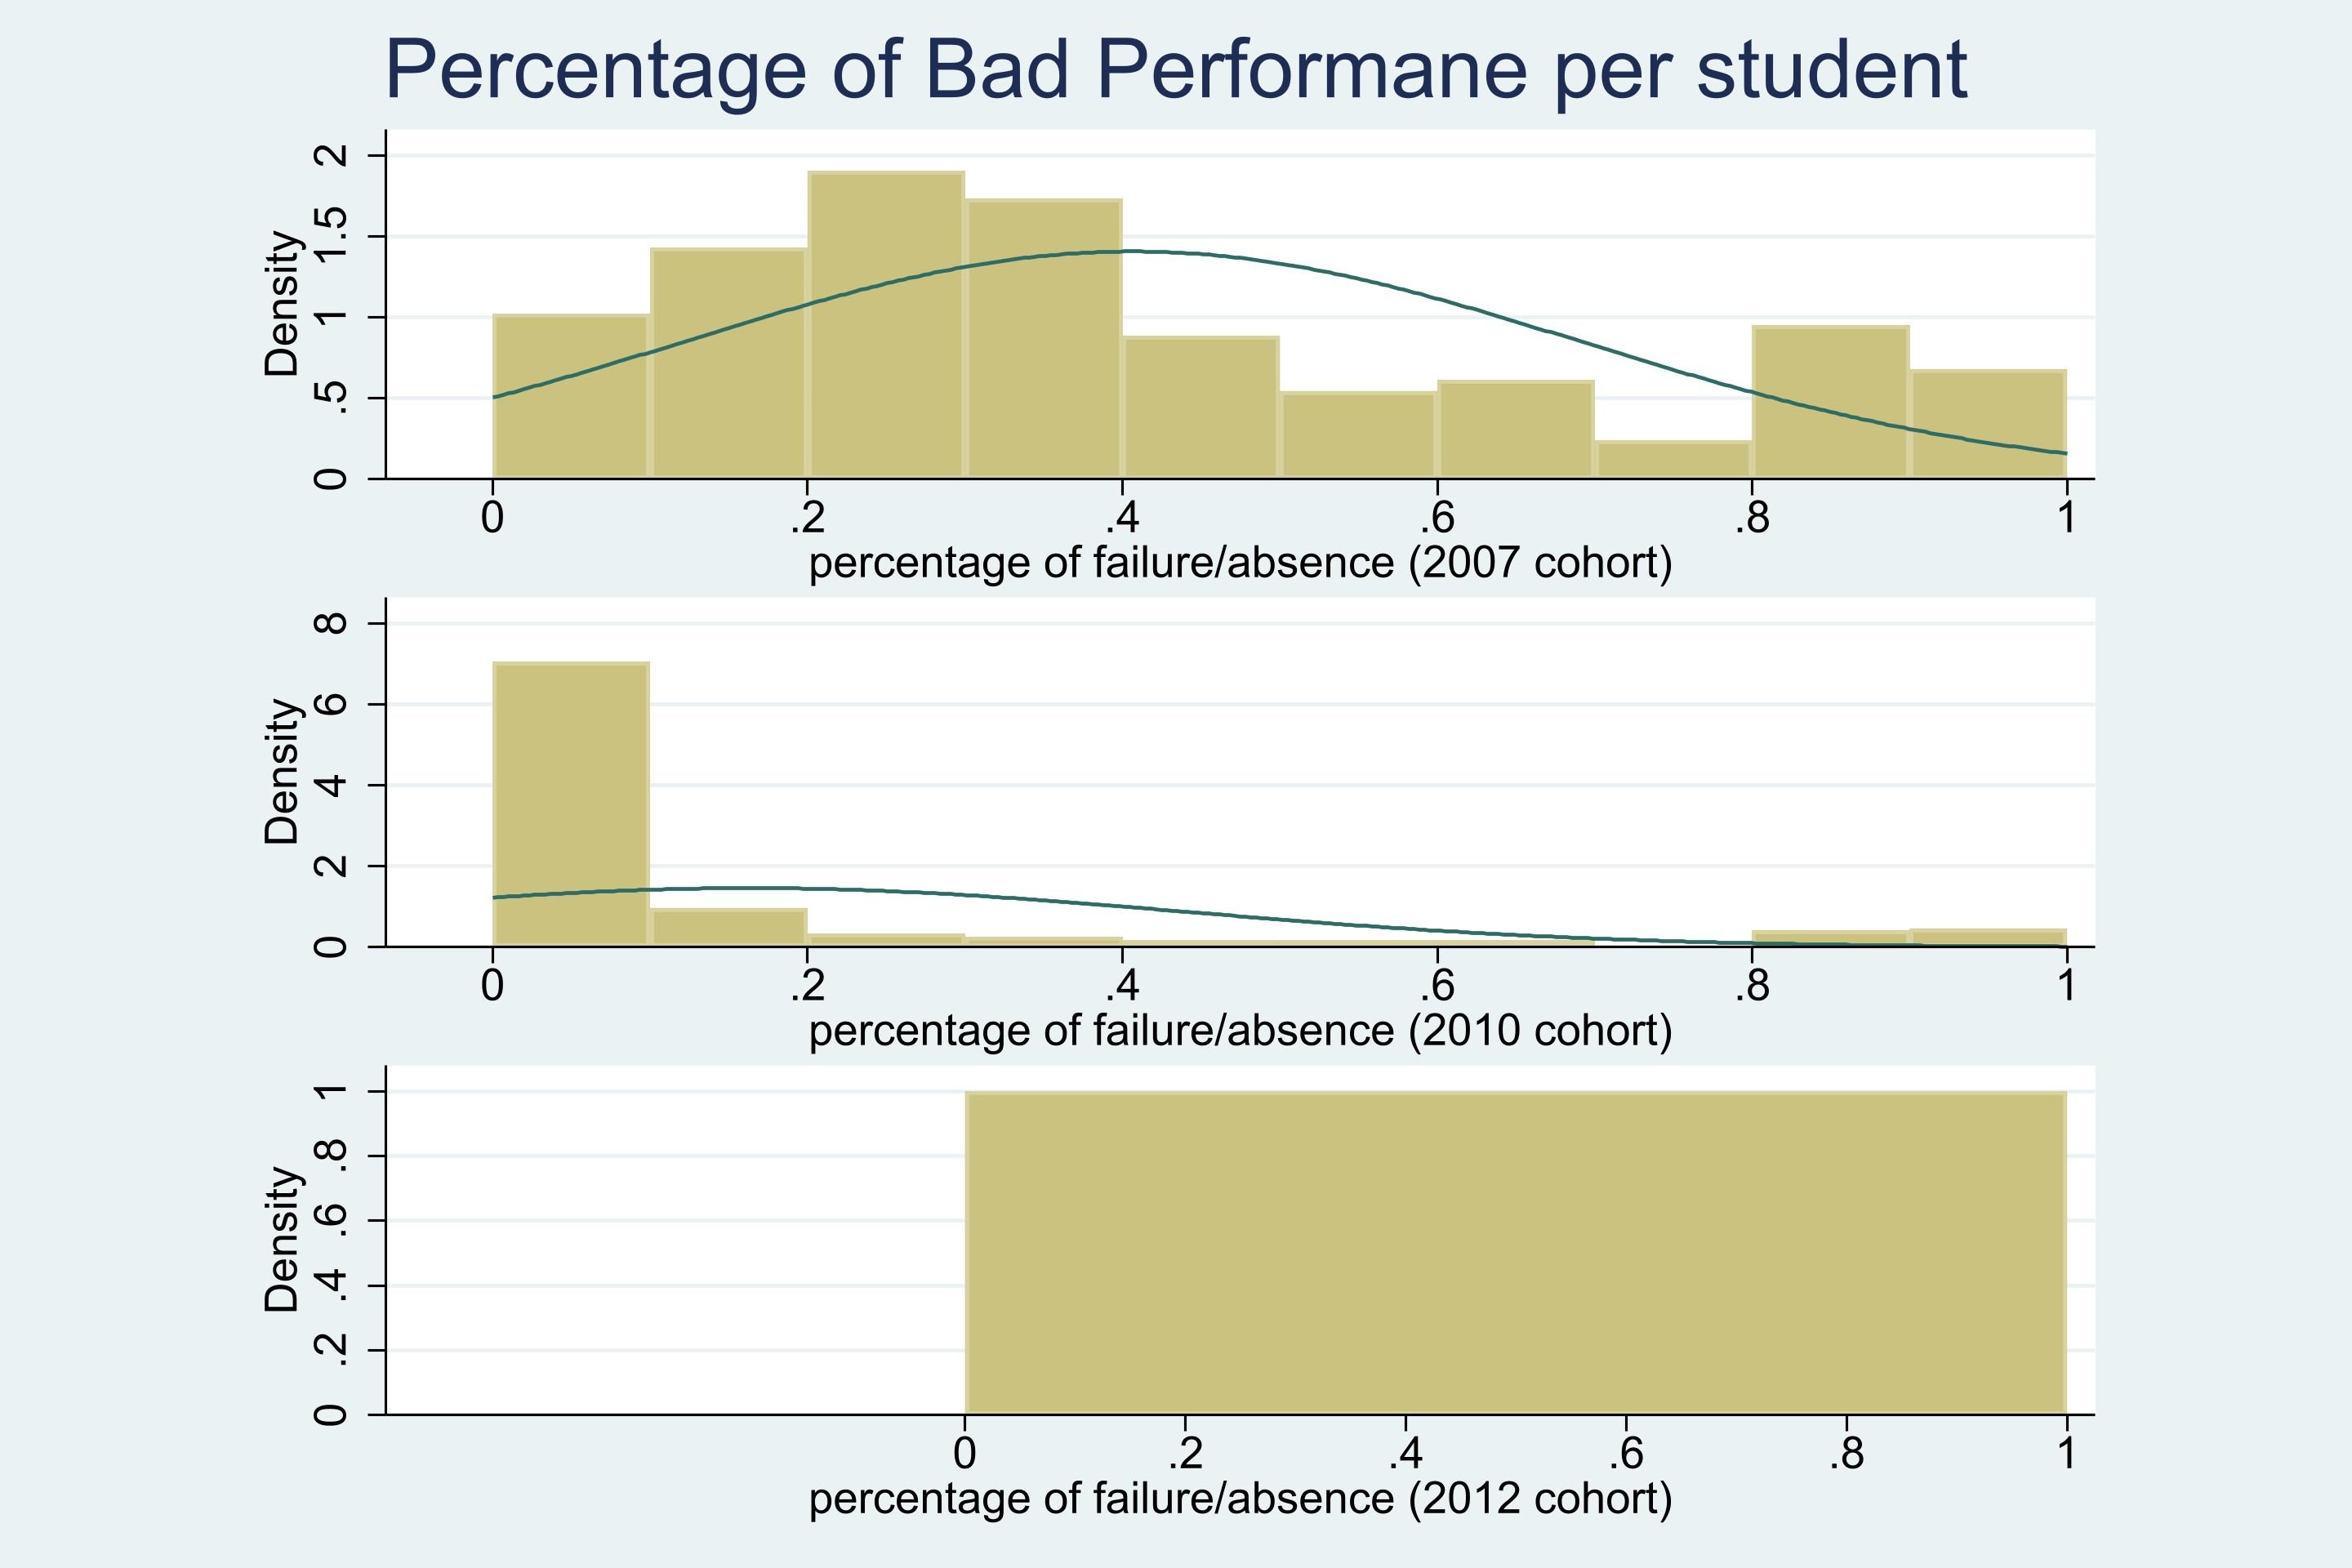 Percentage of Bad Performane per student
Density
2
1.5
1
.5
0
0 .2 .4 .6 .8 1
percentage of failure/absence (2007 cohort)
Density
8
6
4
2
0
0 .2 .4 .6 .8 1
percentage of failure/absence (2010 cohort)
Density
1
.8
.6
.4
.2
0
0 .2 .4 .6 .8 1
percentage of failure/absence (2012 cohort)